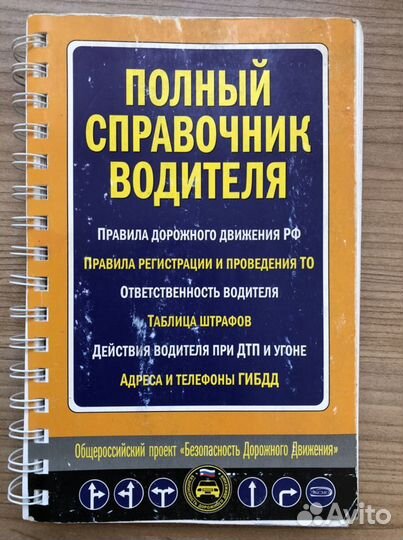 ПОЛНЫЙ
СПРАВОЧНИК
ВОДИТЕЛЯ
ПРАВИЛА ДОРОЖНОГО ДВИЖЕНИЯ РФ
ПРАВИЛА РЕГИСТРАЦИИ И ПРОВЕДЕНИЯ ТО
ОТВЕТСТВЕННОСТЬ ВОДИТЕЛЯ
ТАБЛИЦА ШТРАФОВ
ДЕЙСТВИЯ ВОДИТЕЛЯ ПРИ ДТП И УГОНЕ
АДРЕСА И ТЕЛЕФОНЫ ГИБДД
Общероссийский проект «Безопасность Дорожного Движения»
Avito